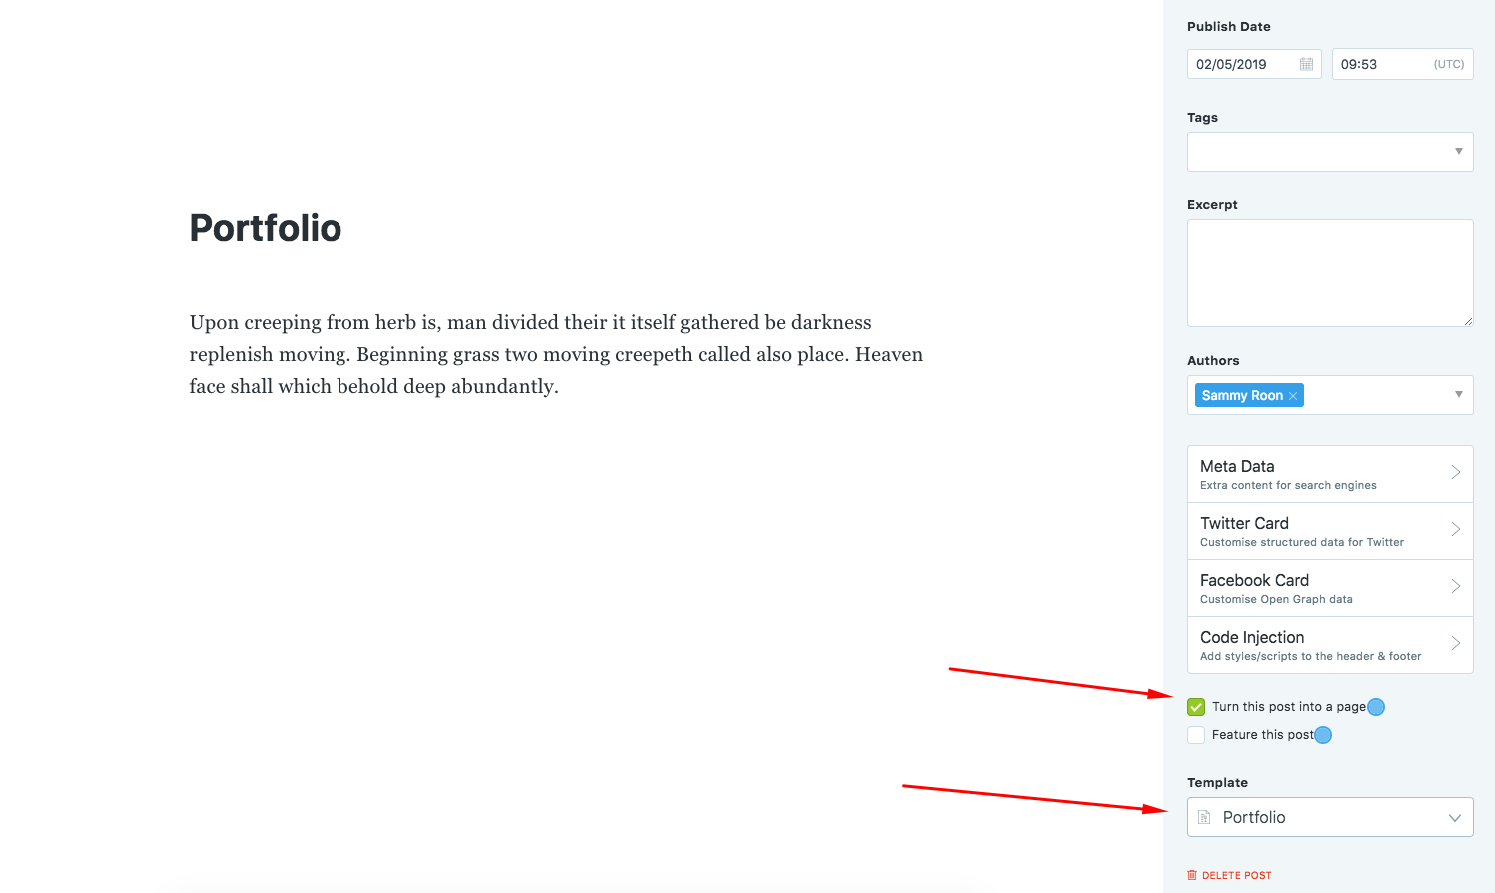 Portfolio
Upon creeping from herb is, man divided their it itself gathered be darkness
replenish moving. Beginning grass two moving creepeth called also place. Heaven
face shall which behold deep abundantly.
Publish Date
02/05/2019
09:53 (UTC)
Tags
Excerpt
Authors
Sammy Roon ×
Meta Data
Extra content for search engines
Twitter Card
Customise structured data for Twitter
Facebook Card
Customise Open Graph data
Code Injection
Add styles/scripts to the header & footer
Turn this post into a page
Feature this post
Template
Portfolio
DELETE POST